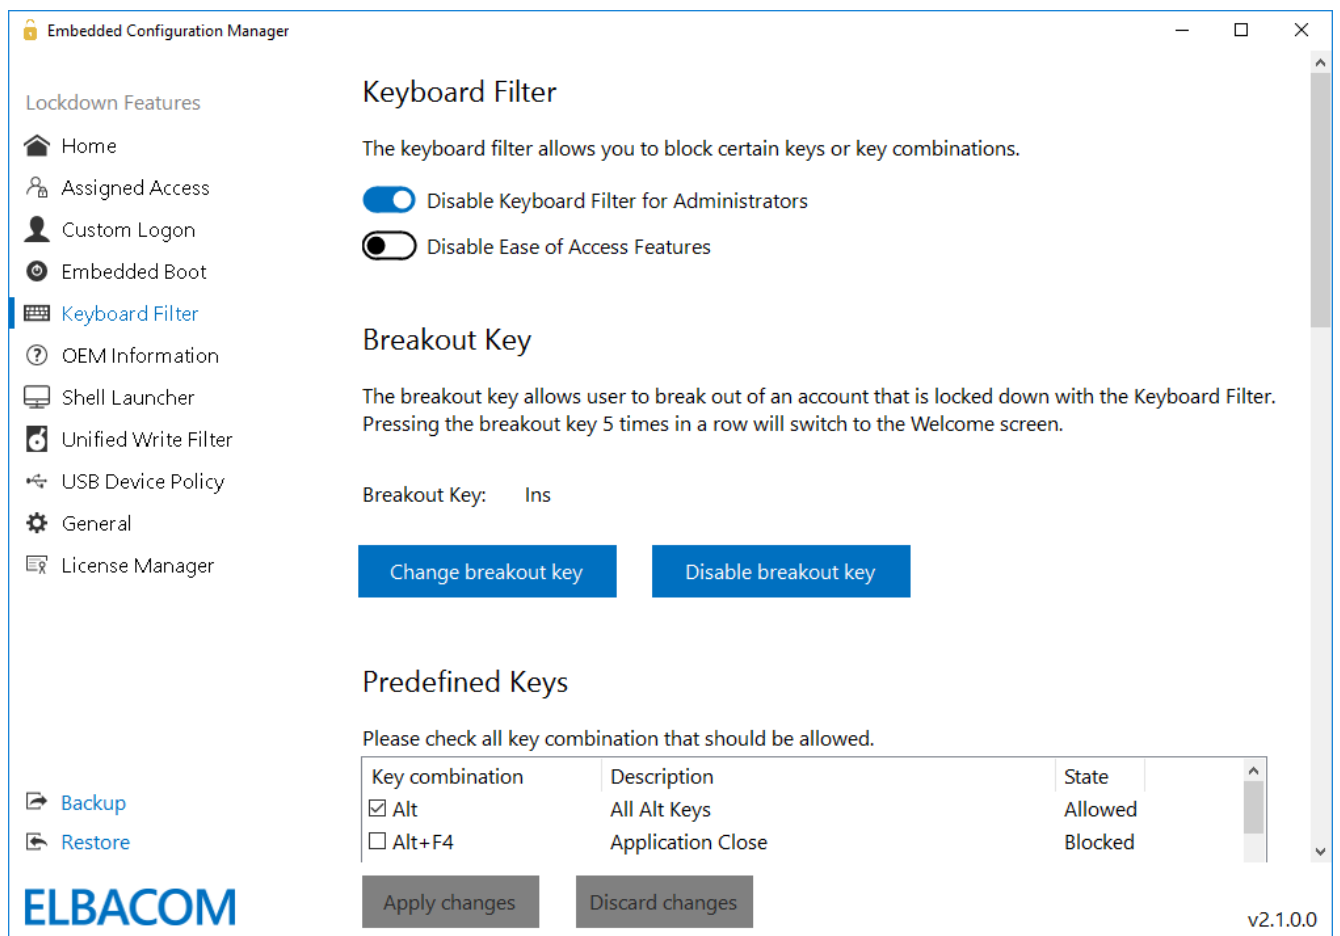 Embedded Configuration Manager
Lockdown Features
Home
Assigned Access
Custom Logon
Embedded Boot
Keyboard Filter
OEM Information
Shell Launcher
Unified Write Filter
USB Device Policy
General
License Manager
Backup
Restore
ELBACOM
Keyboard Filter
The keyboard filter allows you to block certain keys or key combinations.
Disable Keyboard Filter for Administrators
Disable Ease of Access Features
Breakout Key
The breakout key allows user to break out of an account that is locked down with the Keyboard Filter.
Pressing the breakout key 5 times in a row will switch to the Welcome screen.
Breakout Key: Ins
Change breakout key Disable breakout key
Predefined Keys
Please check all key combination that should be allowed.
Key combination Description State
Alt All Alt Keys Allowed
Alt+F4 Application Close Blocked
Apply changes Discard changes
v2.1.0.0